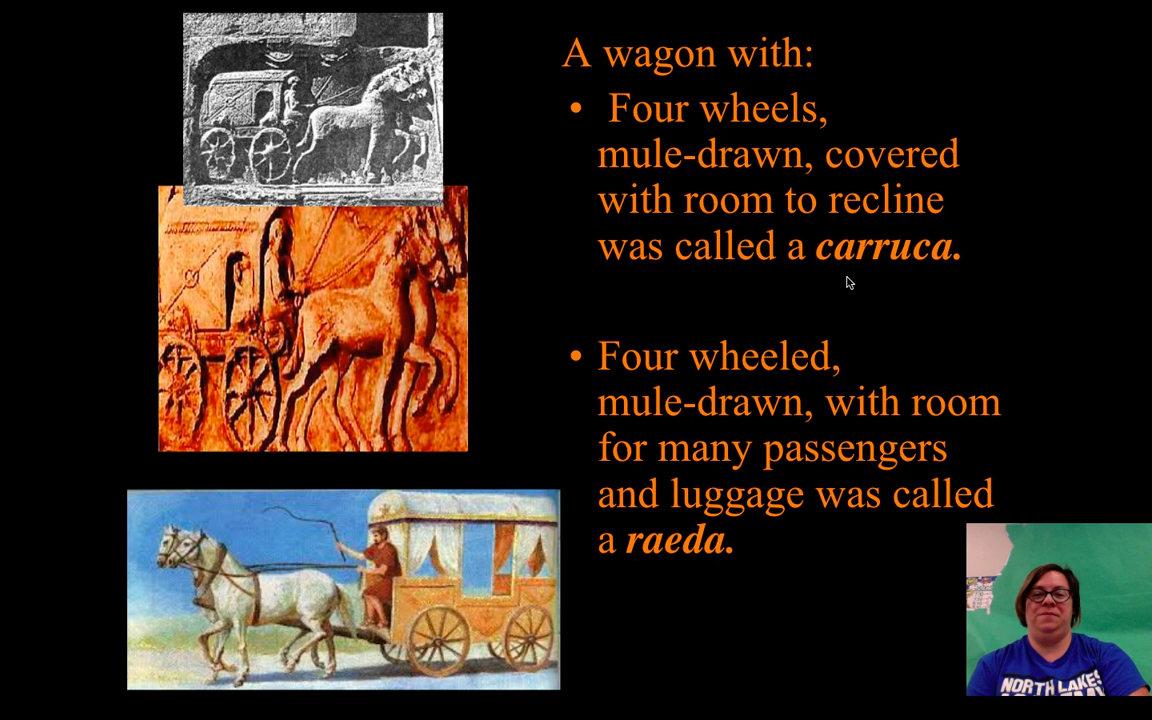 A wagon with:
• Four wheels,
mule-drawn, covered
with room to recline
was called a carruca.
• Four wheeled,
mule-drawn, with room
for many passengers
and luggage was called
a raeda.
NORTH LAKES